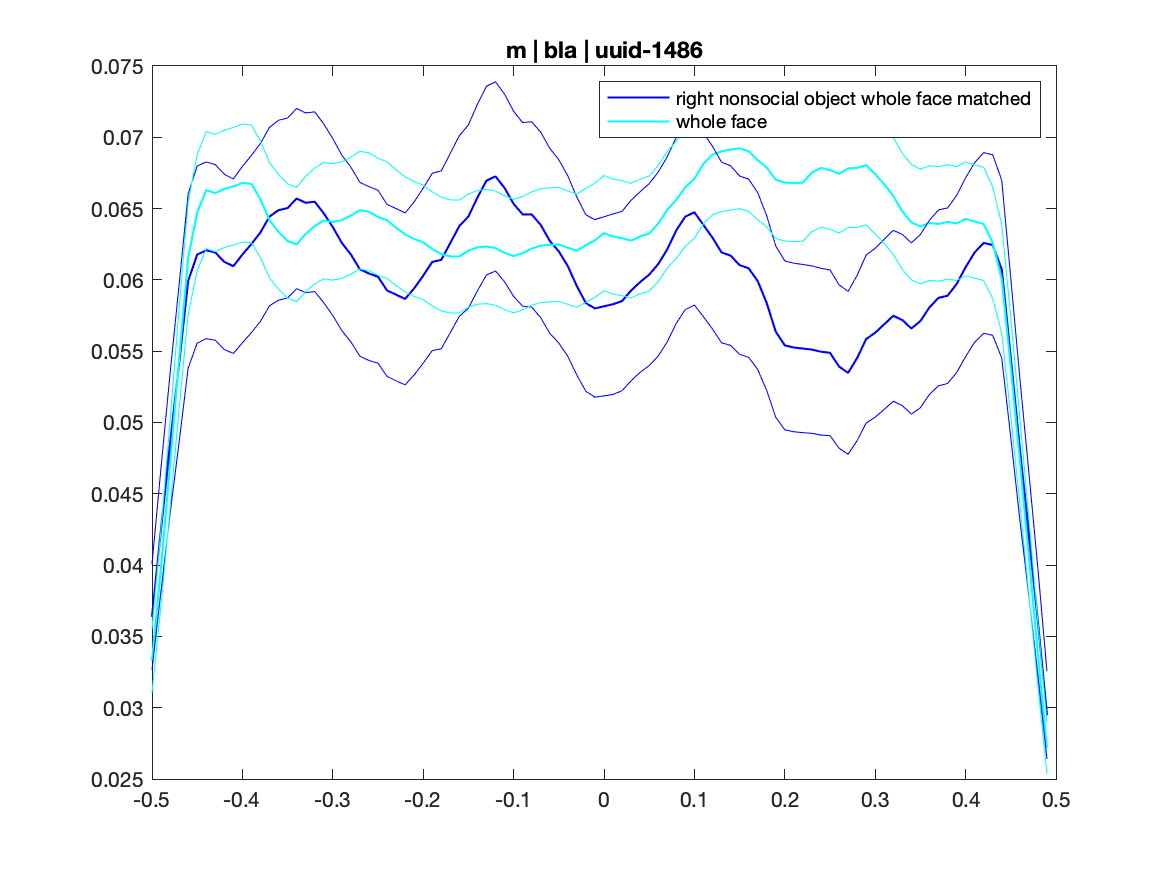 m | bla | uuid-1486
right nonsocial object whole face matched
whole face
0.075
0.07
0.065
0.06
0.055
0.05
0.045
0.04
0.035
0.03
0.025
-0.5 -0.4 -0.3 -0.2 -0.1 0 0.1 0.2 0.3 0.4 0.5